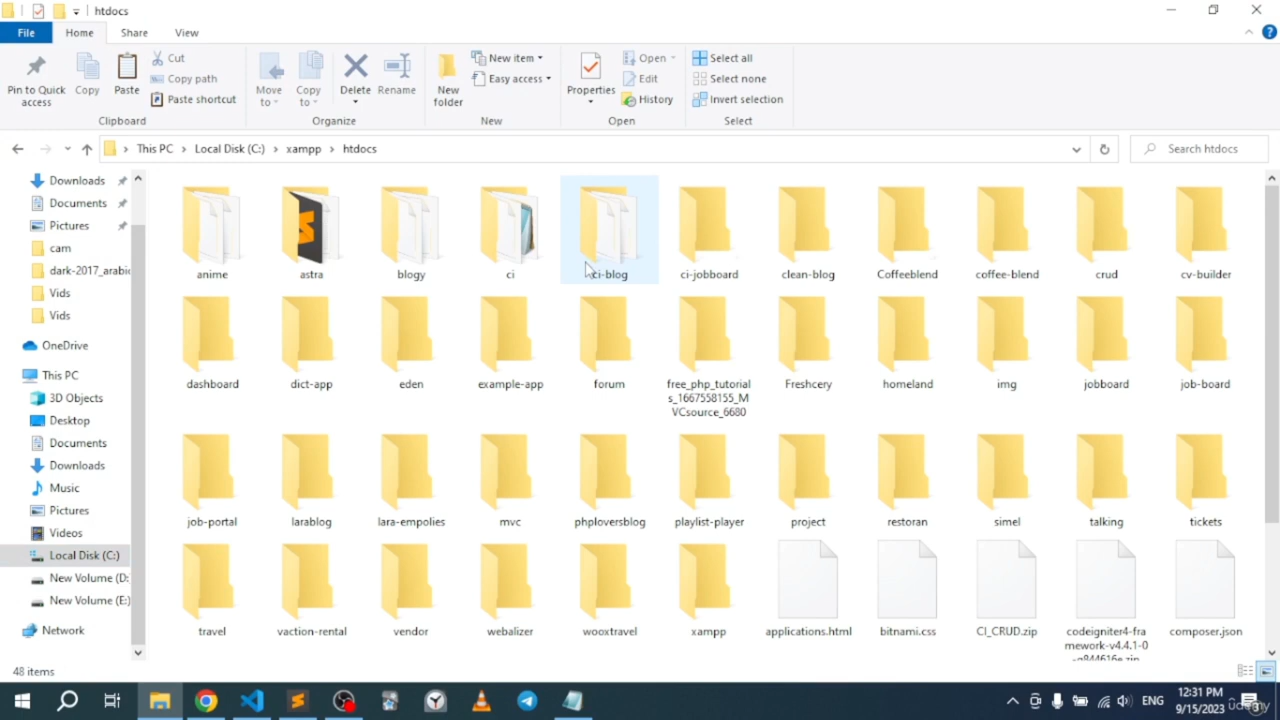 htdocs
File Home Share View
Pin to Quick access
Copy
Paste
Cut
Copy path
Paste shortcut
Clipboard
Move to
Copy to
Delete
Rename
Organize
New folder
New item
Easy access
New
Properties
Open
Edit
History
Open
Select all
Select none
Invert selection
Select
This PC > Local Disk (C:) > xampp > htdocs
Search htdocs
Downloads
Documents
Pictures
cam
dark-2017_arabic
Vids
Vids
OneDrive
This PC
3D Objects
Desktop
Documents
Downloads
Music
Pictures
Videos
Local Disk (C:)
New Volume (D:
New Volume (E:)
Network
anime astra blogy ci ci-blog ci-jobboard clean-blog Coffeeblend coffee-blend crud cv-builder
dashboard dict-app eden example-app forum free_php_tutorial
s_1667558155_M
VCsource_6680 Freshcery homeland img jobboard job-board
job-portal larablog lara-empolies mvc phploversblog playlist-player project restoran simel talking tickets
travel vaction-rental vendor webalizer wooxtravel xampp applications.html bitnami.css CI_CRUD.zip codeigniter4-fra
mework-v4.4.1-0
-g844616e.zip composer.json
48 items
ENG
12:31 PM
9/15/2023
udemy